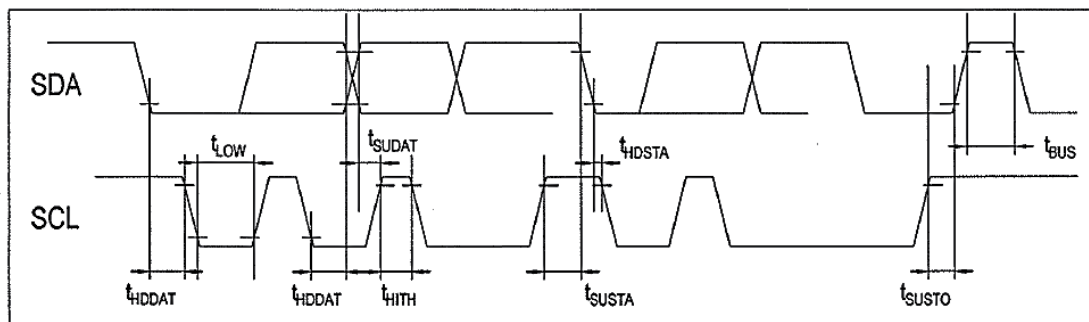 SDA
tLOW
tSUDAT
tHDSTA
tBUS
SCL
tHDDAT
tHDDAT
tHITH
tSUSTA
tSUSTO